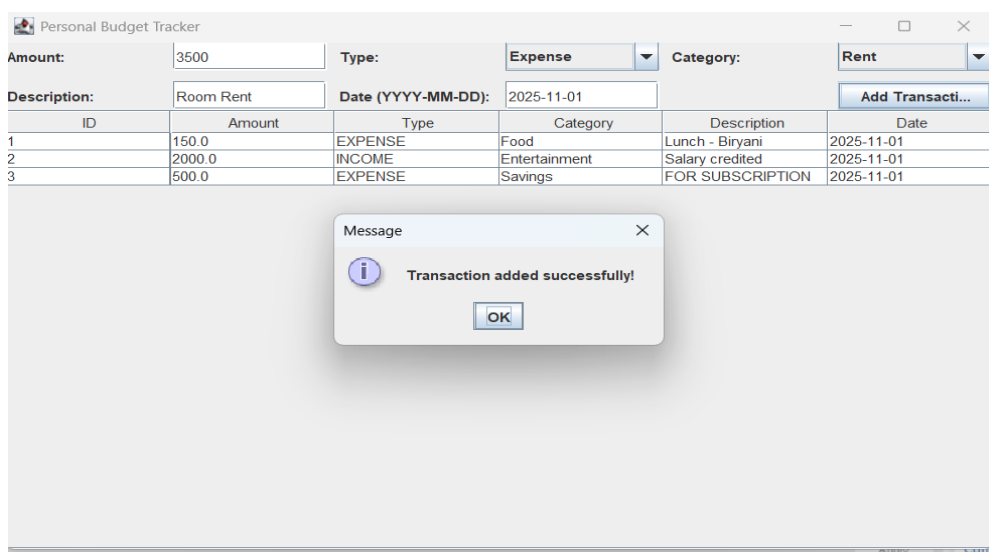 Personal Budget Tracker
Amount: 3500 Type: Expense Category: Rent
Description: Room Rent Date (YYYY-MM-DD): 2025-11-01 Add Transacti...
ID Amount Type Category Description Date
1 150.0 EXPENSE Food Lunch - Biryani 2025-11-01
2 2000.0 INCOME Entertainment Salary credited 2025-11-01
3 500.0 EXPENSE Savings FOR SUBSCRIPTION 2025-11-01
Message
Transaction added successfully!
OK